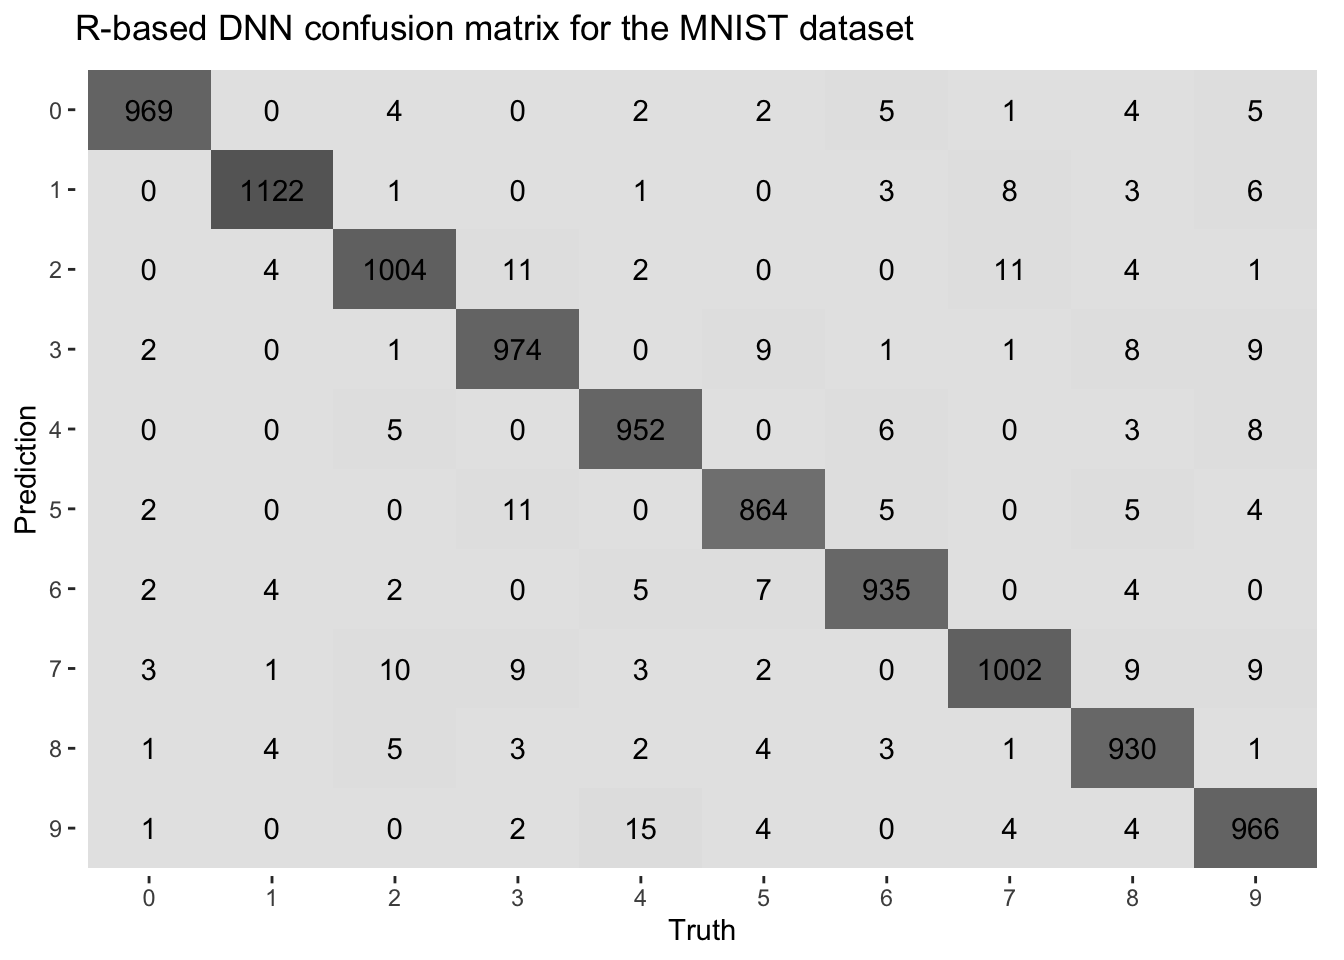 R-based DNN confusion matrix for the MNIST dataset
0 969 0 4 0 2 2 5 1 4 5
1 0 1122 1 0 1 0 3 8 3 6
2 0 4 1004 11 2 0 0 11 4 1
3 2 0 1 974 0 9 1 1 8 9
4 0 0 5 0 952 0 6 0 3 8
5 2 0 0 11 0 864 5 0 5 4
6 2 4 2 0 5 7 935 0 4 0
7 3 1 10 9 3 2 0 1002 9 9
8 1 4 5 3 2 4 3 1 930 1
9 1 0 0 2 15 4 0 4 4 966
Prediction
0 1 2 3 4 5 6 7 8 9
Truth